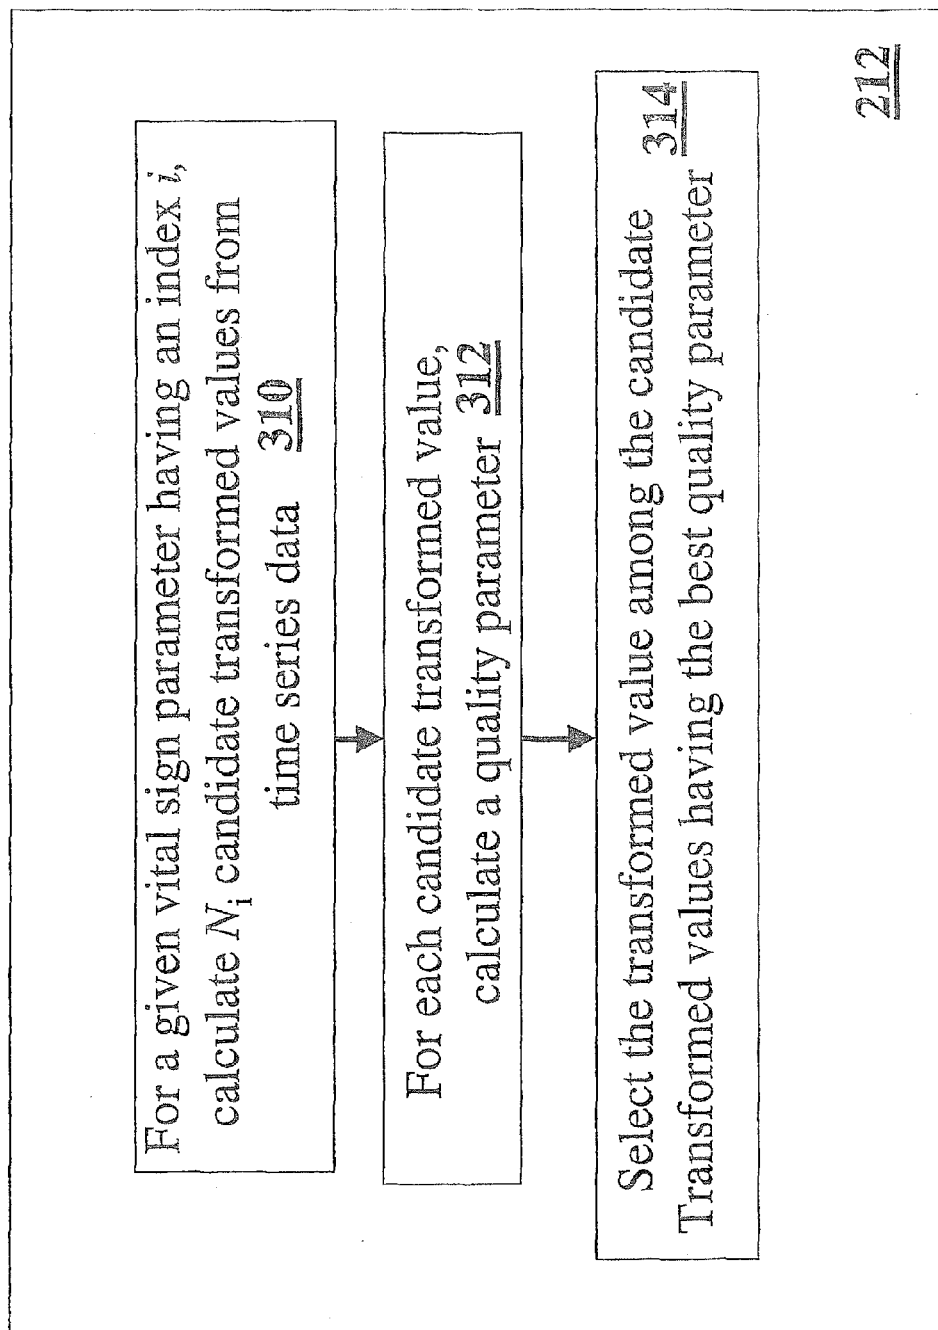 For a given vital sign parameter having an index i,
calculate Ni candidate transformed values from
time series data 310
For each candidate transformed value,
calculate a quality parameter 312
Select the transformed value among the candidate 314
Transformed values having the best quality parameter
212